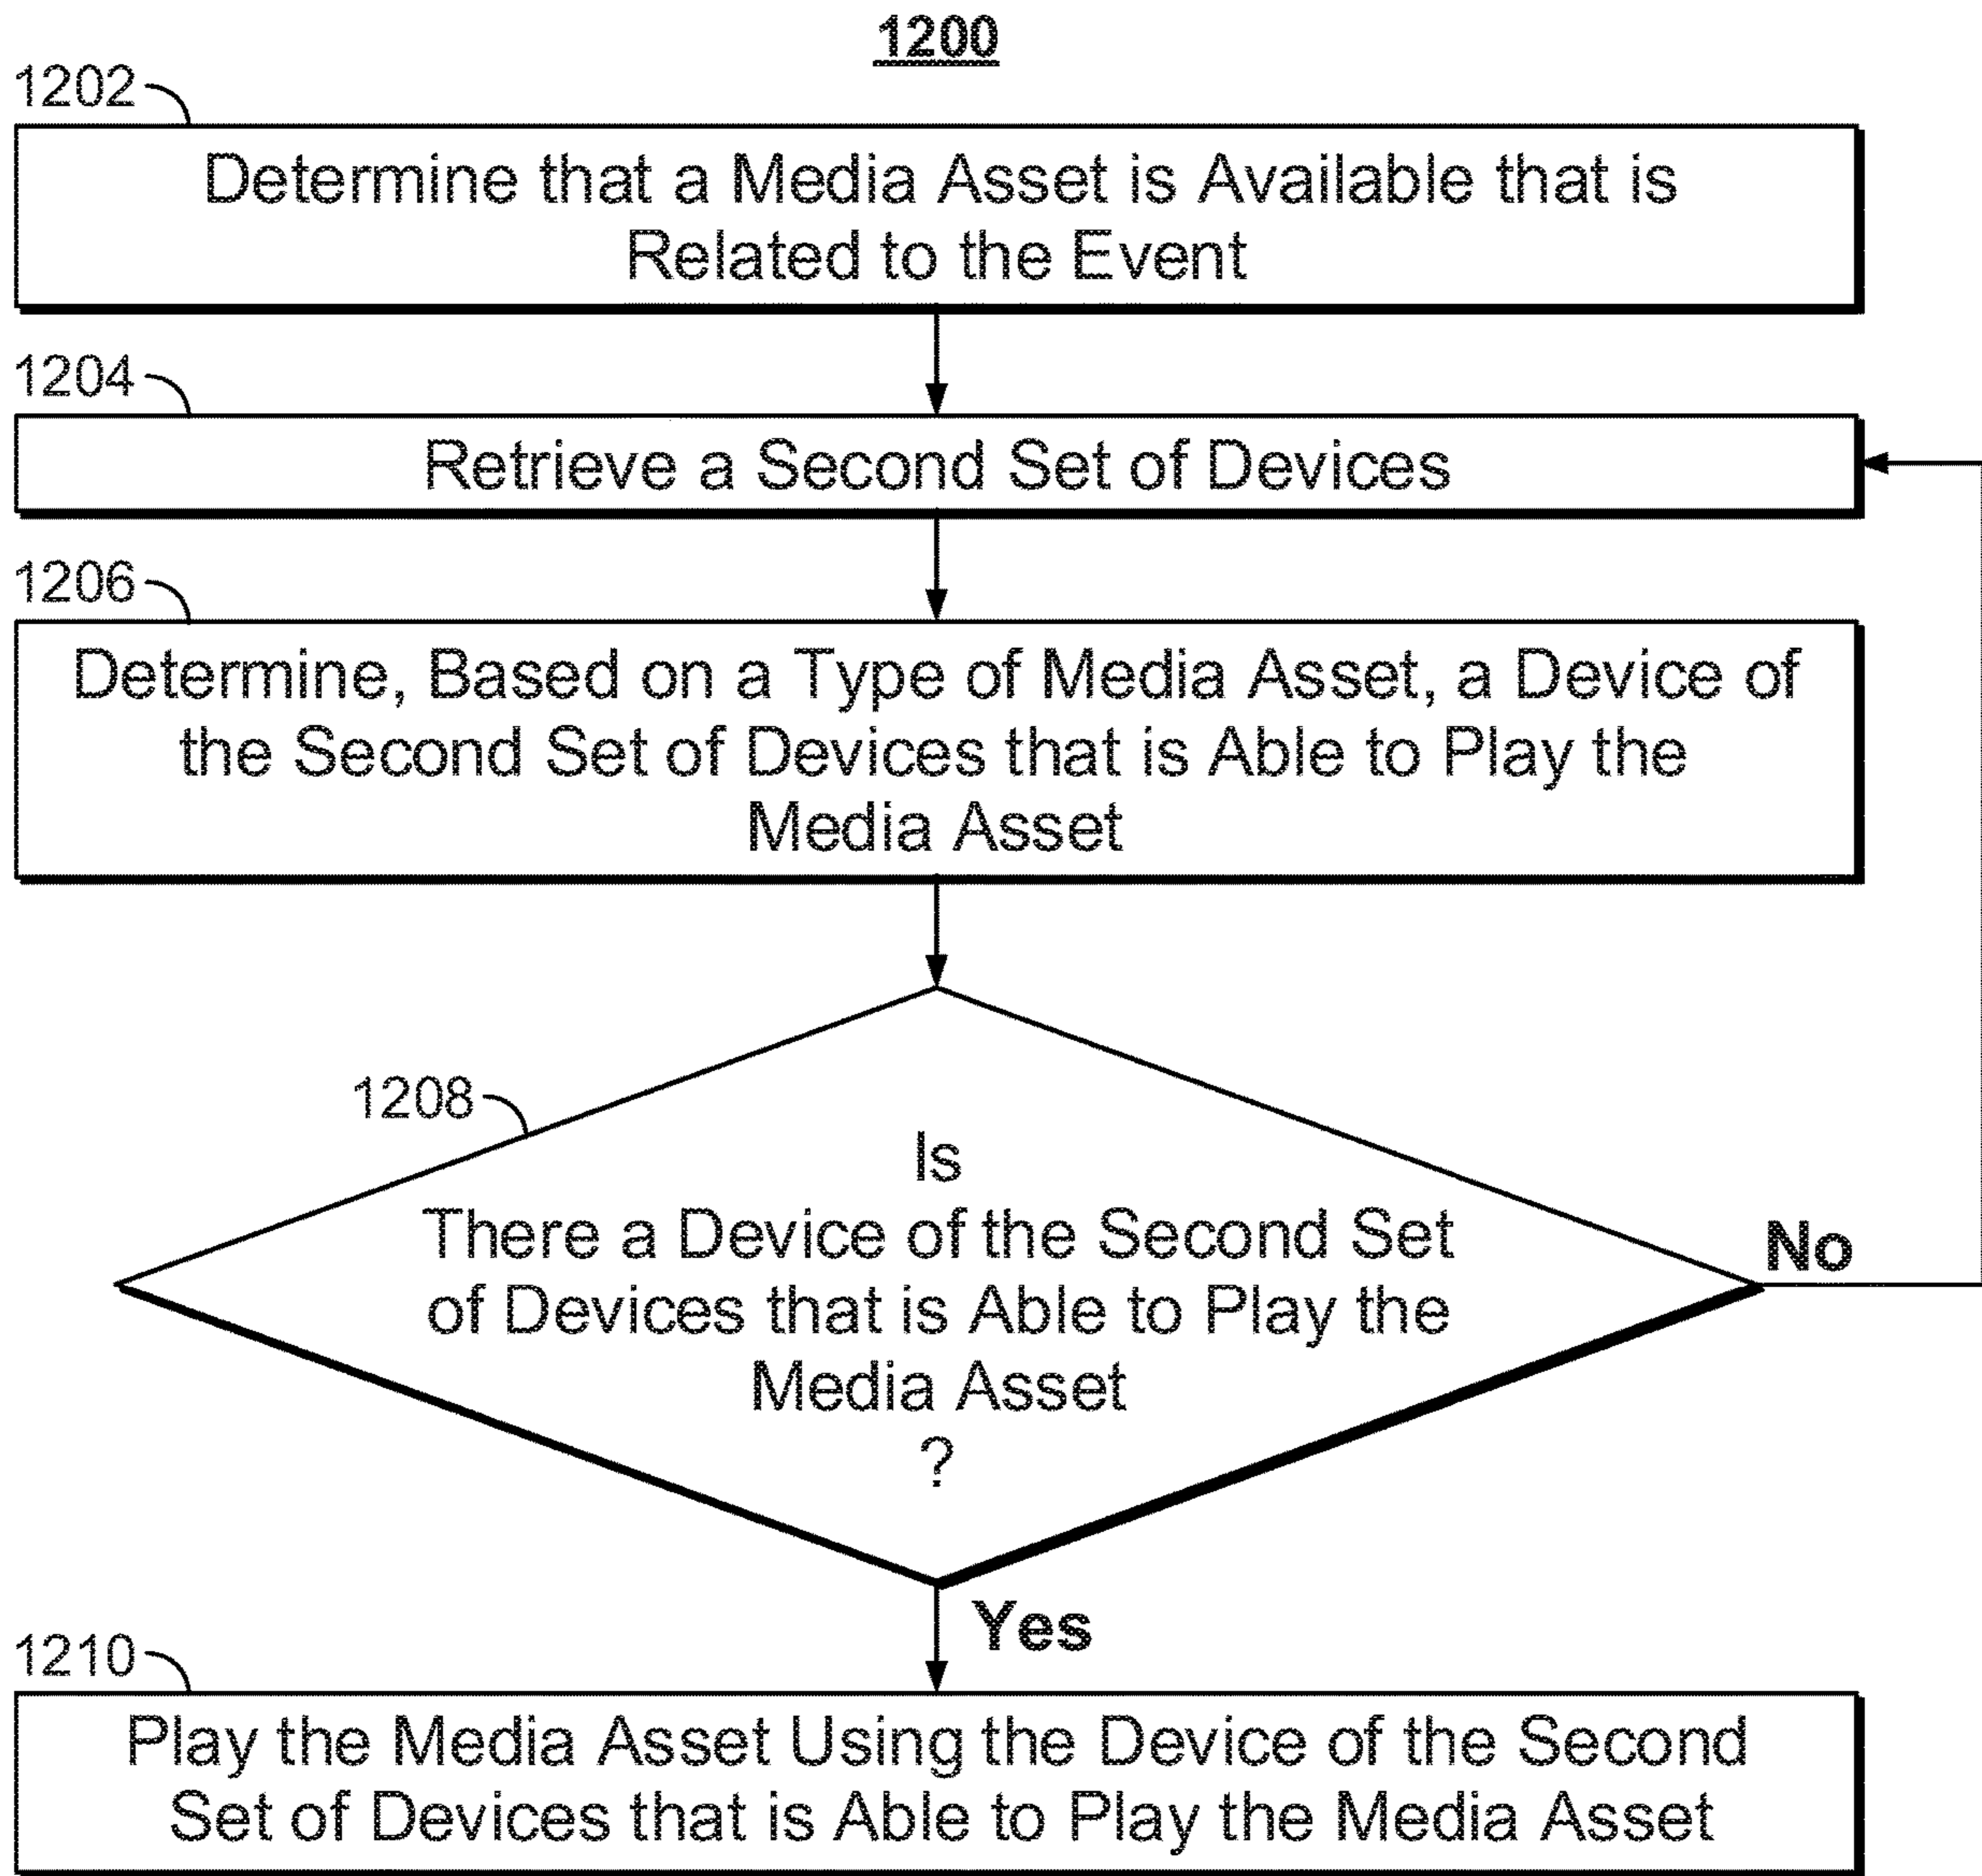 1200
1202
Determine that a Media Asset is Available that is
Related to the Event
1204
Retrieve a Second Set of Devices
1206
Determine, Based on a Type of Media Asset, a Device of
the Second Set of Devices that is Able to Play the
Media Asset
1208
Is
There a Device of the Second Set
of Devices that is Able to Play the
Media Asset
?
No
Yes
1210
Play the Media Asset Using the Device of the Second
Set of Devices that is Able to Play the Media Asset